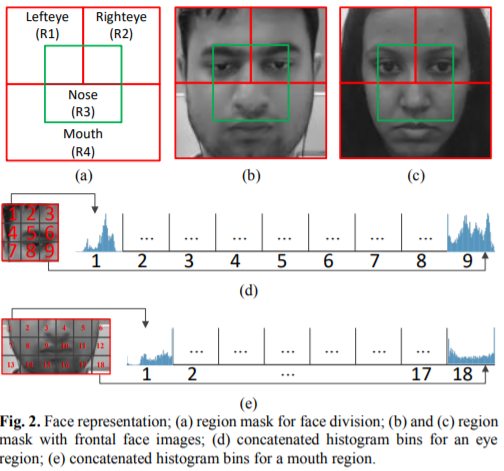 Lefteye Righteye
(R1) (R2)
Nose
(R3)
Mouth
(R4)
(a) (b) (c)
1 2 3
4 5 6
7 8 9
... ... ... ... ... ... ...
1 2 3 4 5 6 7 8 9
(d)
2 3 4 5 6
8 9 10 11 12
13 14 15 16 17 18
... ... ... ... ... ...
1 2 ... 17 18
(e)
Fig. 2. Face representation; (a) region mask for face division; (b) and (c) region
mask with frontal face images; (d) concatenated histogram bins for an eye
region; (e) concatenated histogram bins for a mouth region.